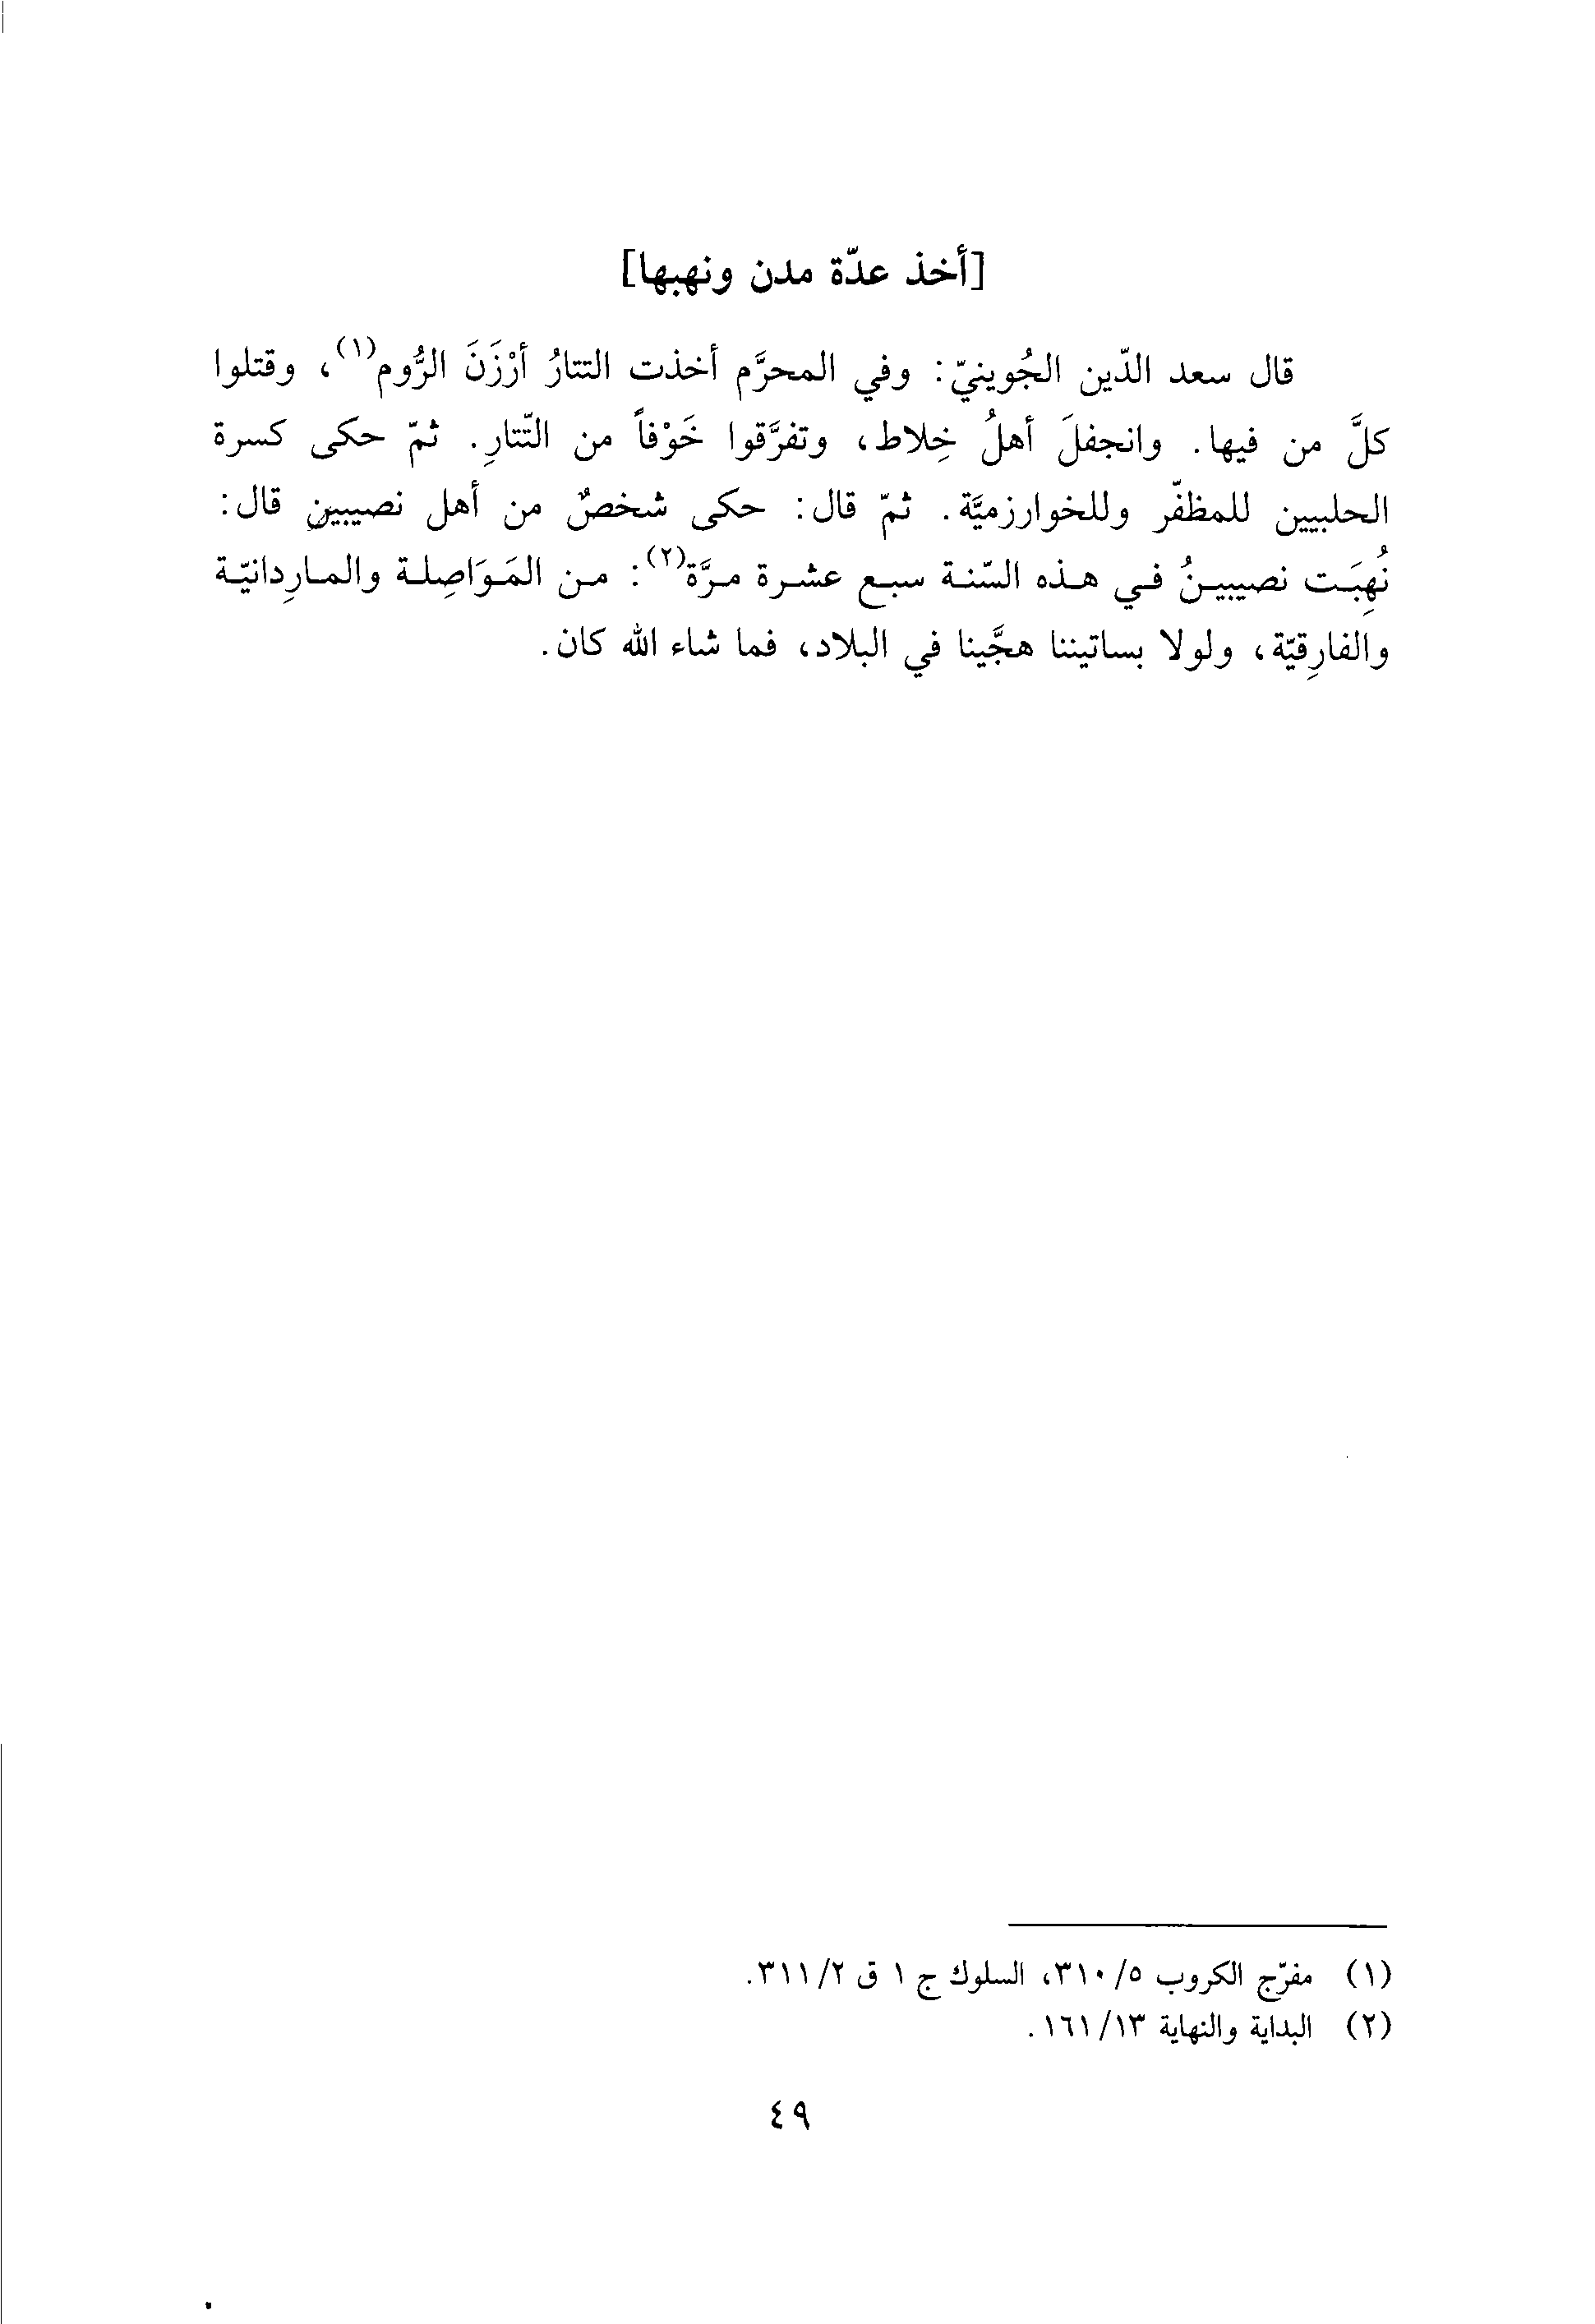 [أخذ عدّة مدن ونهبها]
قال سعد الدّين الجُوينيّ: وفي المحرَّم أخذت التتارُ أرْزَنَ الرُّوم(١)، وقتلوا
كلَّ من فيها. وانجفلَ أهلُ خِلاط، وتفرَّقوا خَوْفاً من التّتارِ. ثمّ حكى كسرة
الحلبيين للمظفّر وللخوارزميَّة. ثمّ قال: حكى شخصٌ من أهل نصيبين قال:
نُهِبَت نصيبينُ في هذه السّنة سبع عشرة مرَّة(٢): من المَوَاصِلة والمارِدانيّة
والفارِقيّة، ولولا بساتيننا هجَّينا في البلاد، فما شاء الله كان.
(١) مفرّج الكروب ٥/ ٣١٠، السلوك ج ١ ق ٢/ ٣١١.
(٢) البداية والنهاية ١٣/ ١٦١.
٤٩